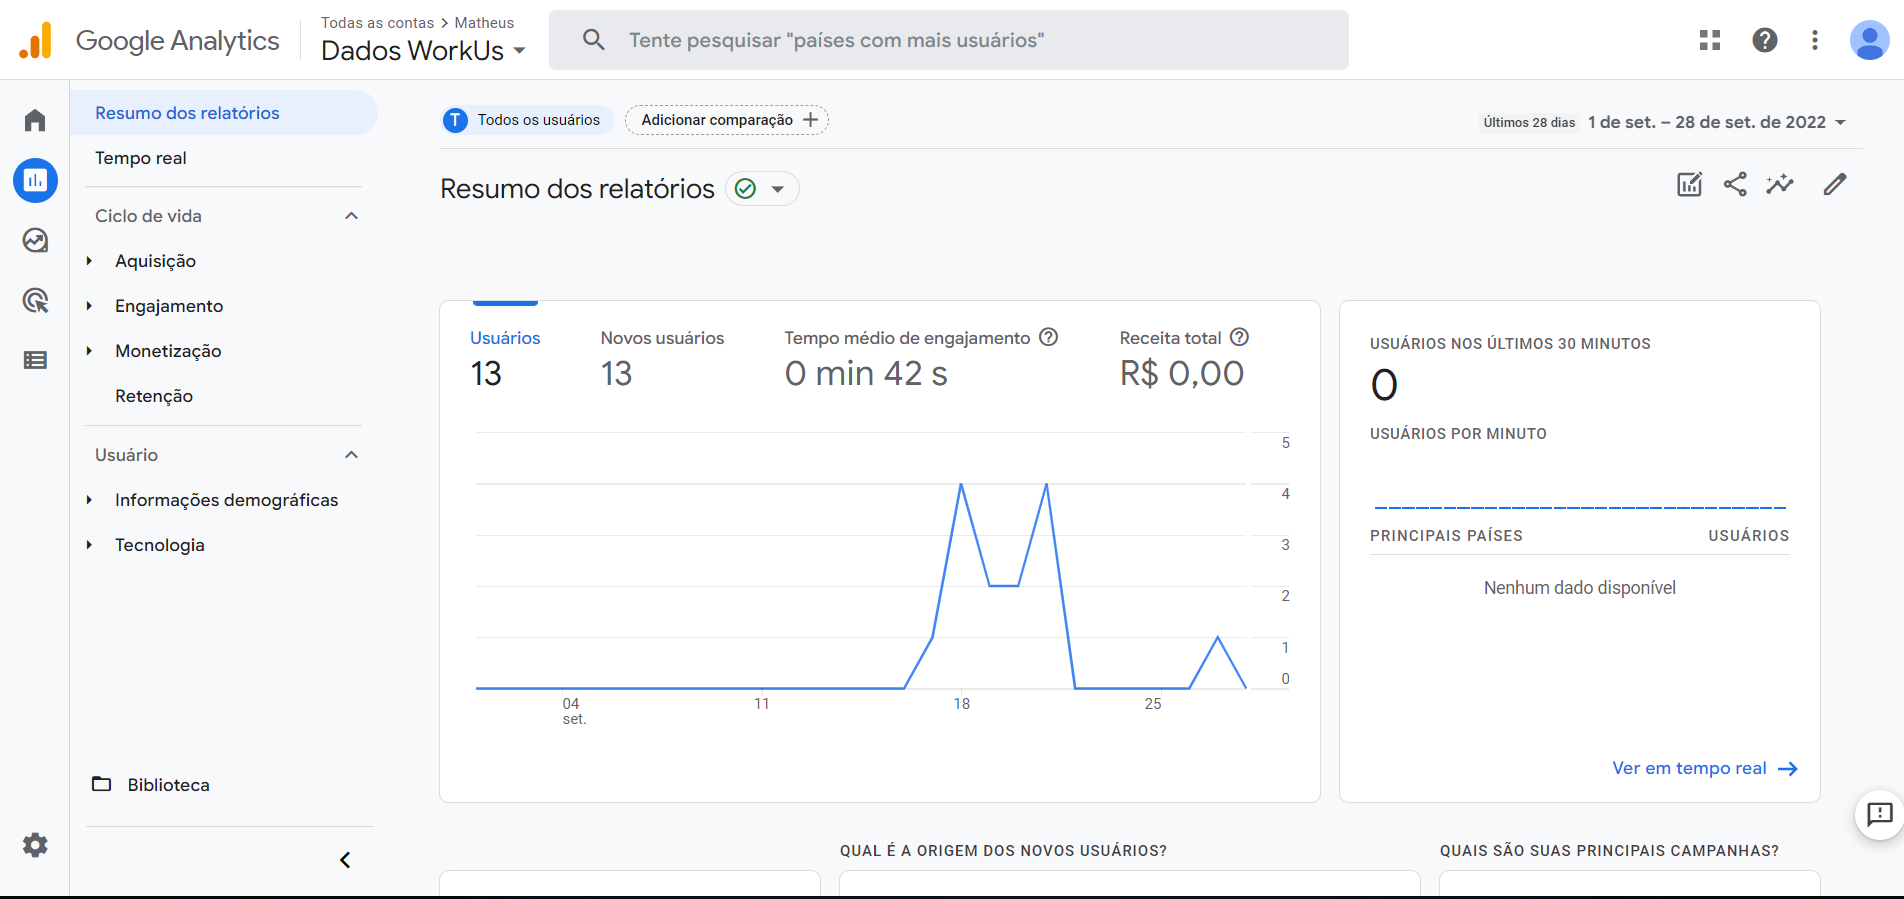 Google Analytics
Todas as contas > Matheus
Dados WorkUs
Tente pesquisar "países com mais usuários"
Resumo dos relatórios
Tempo real
Ciclo de vida
Aquisição
Engajamento
Monetização
Retenção
Usuário
Informações demográficas
Tecnologia
Biblioteca
T Todos os usuários
Adicionar comparação +
Últimos 28 dias 1 de set. – 28 de set. de 2022
Resumo dos relatórios
Usuários
13
Novos usuários
13
Tempo médio de engajamento
0 min 42 s
Receita total
R$ 0,00
5
4
3
2
1
0
04
set.
11
18
25
USUÁRIOS NOS ÚLTIMOS 30 MINUTOS
0
USUÁRIOS POR MINUTO
PRINCIPAIS PAÍSES USUÁRIOS
Nenhum dado disponível
Ver em tempo real
QUAL É A ORIGEM DOS NOVOS USUÁRIOS?
QUAIS SÃO SUAS PRINCIPAIS CAMPANHAS?